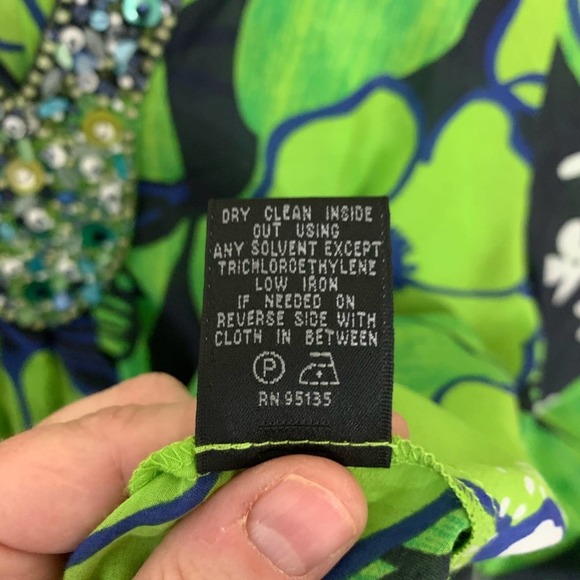 DRY CLEAN INSIDE
OUT USING
ANY SOLVENT EXCEPT
TRICHLOROETHYLENE
LOW IRON
IF NEEDED ON
REVERSE SIDE WITH
CLOTH IN BETWEEN
P
RN 95135